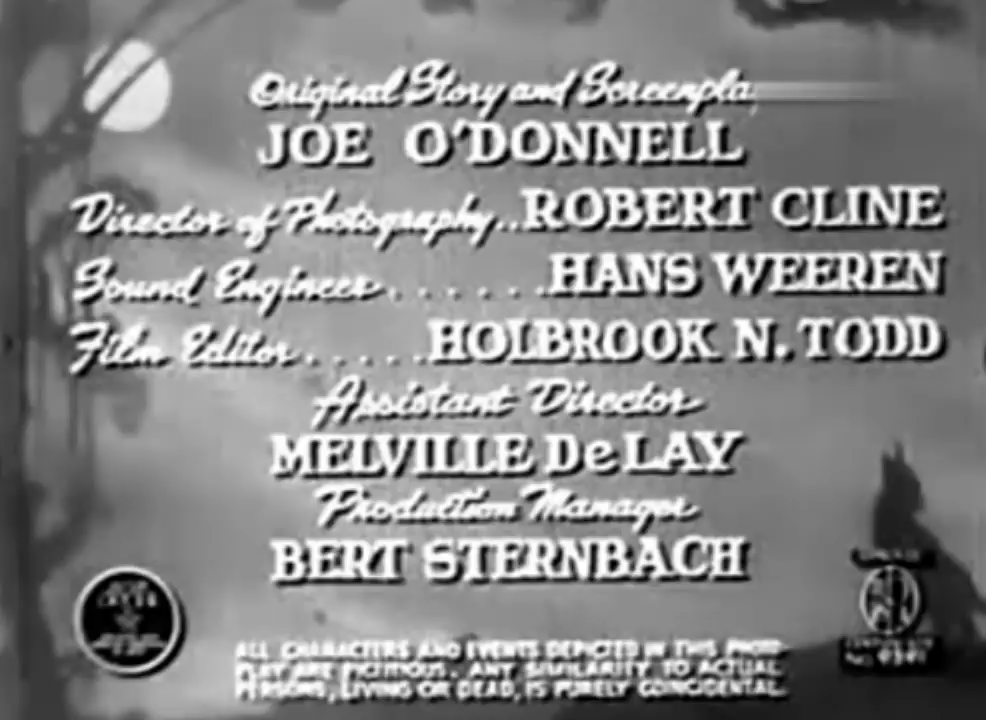 Original Story and Screenpla
JOE O'DONNELL
Director of Photography..ROBERT CLINE
Sound Engineer......HANS WEEREN
Film Editor.....HOLBROOK N. TODD
Assistant Director
MELVILLE DeLAY
Production Manager
BERT STERNBACH
ALL CHARACTERS AND EVENTS DEPICTED IN THIS PHOTO-
PLAY ARE FICTITIOUS. ANY SIMILARITY TO ACTUAL
PERSONS, LIVING OR DEAD, IS PURELY COINCIDENTAL.